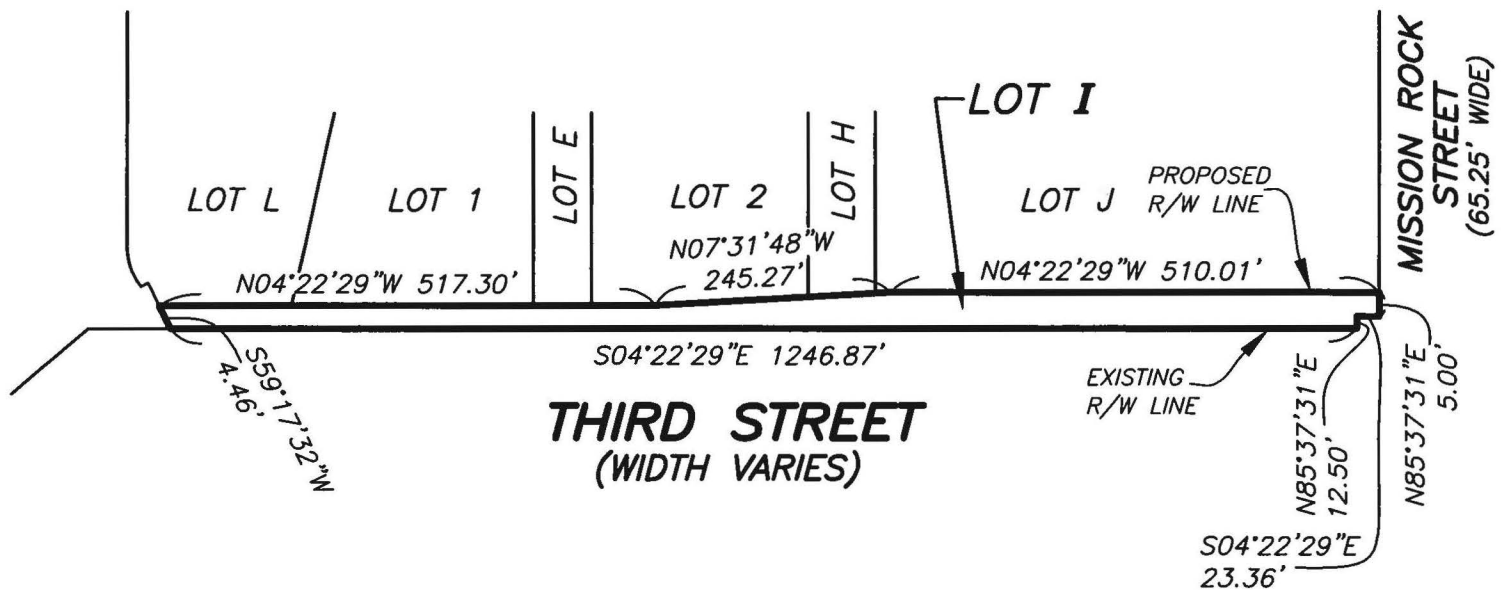 LOT I
MISSION ROCK
STREET
(65.25' WIDE)
LOT L
LOT 1
LOT E
LOT 2
LOT H
LOT J
PROPOSED
R/W LINE
N04°22'29"W 517.30'
N07°31'48"W
245.27'
N04°22'29"W 510.01'
S59°17'32"W
4.46'
S04°22'29"E 1246.87'
EXISTING
R/W LINE
N85°37'31"E
12.50'
N85°37'31"E
5.00'
THIRD STREET
(WIDTH VARIES)
S04°22'29"E
23.36'